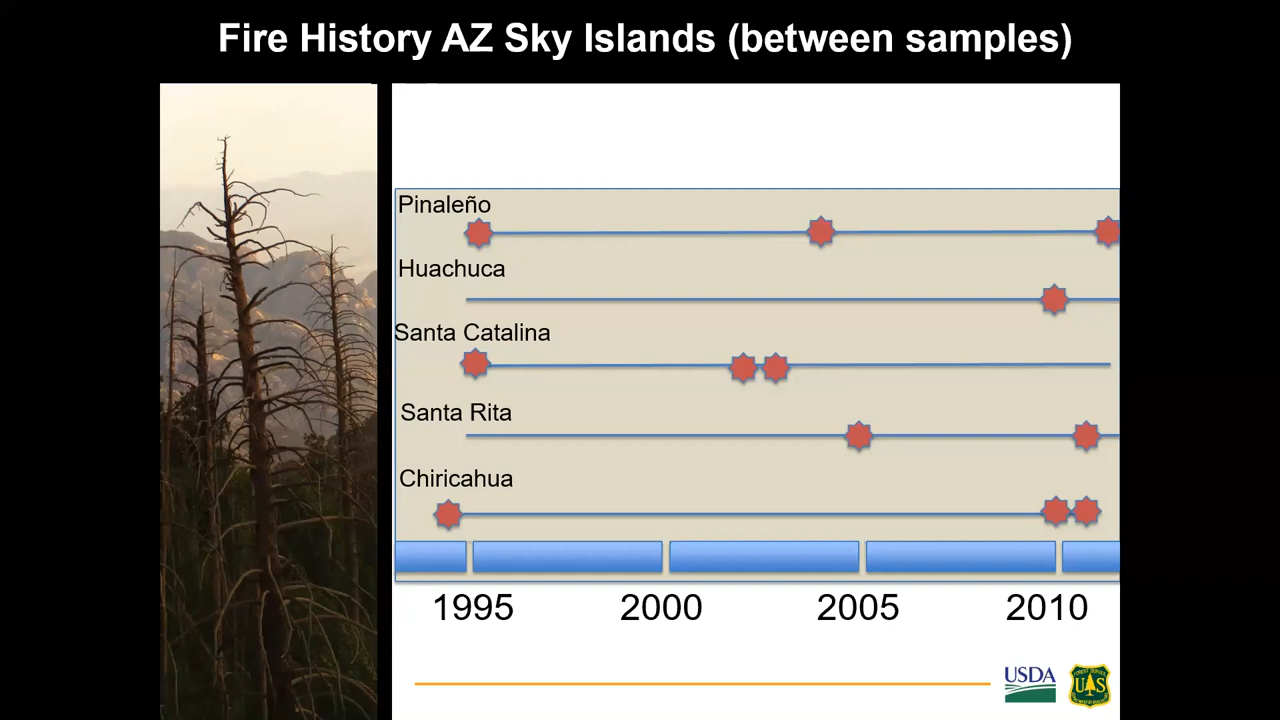 Fire History AZ Sky Islands (between samples)
Pinaleño
Huachuca
Santa Catalina
Santa Rita
Chiricahua
1995 2000 2005 2010
USDA
U S